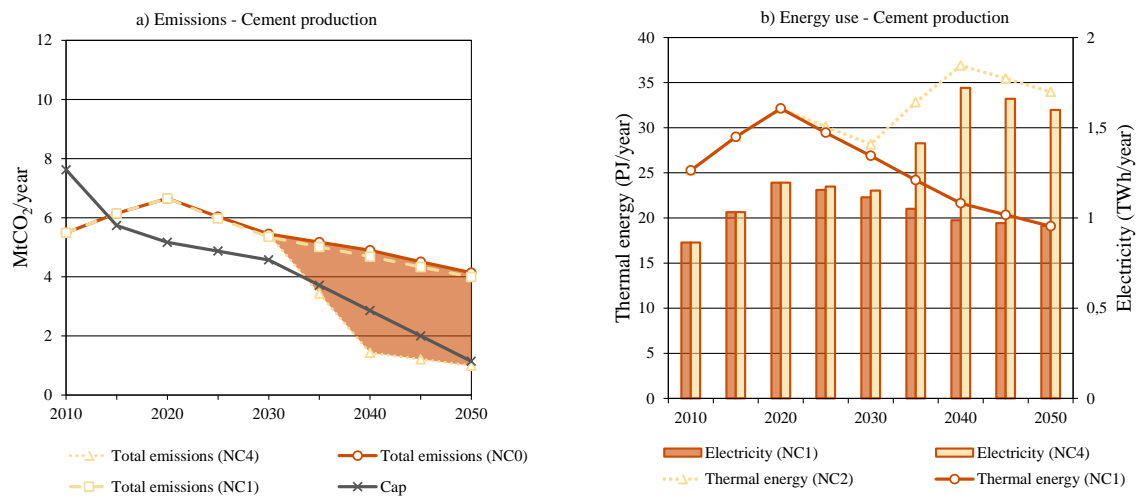 a) Emissions - Cement production
12
10
8
6
4
2
0
MtCO2/year
2010 2020 2030 2040 2050
Total emissions (NC4) Total emissions (NC0)
Total emissions (NC1) Cap
b) Energy use - Cement production
40
35
30
25
20
15
10
5
0
Thermal energy (PJ/year)
2
1,5
1
0,5
0
Electricity (TWh/year)
2010 2020 2030 2040 2050
Electricity (NC1) Electricity (NC4)
Thermal energy (NC2) Thermal energy (NC1)